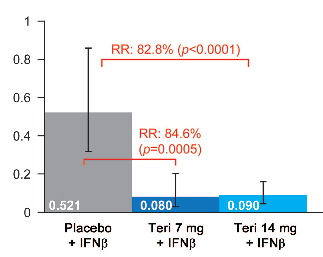 1
0.8
0.6
0.4
0.2
0
RR: 82.8% (p<0.0001)
RR: 84.6%
(p=0.0005)
0.521
0.080
0.090
Placebo
+ IFNβ
Teri 7 mg
+ IFNβ
Teri 14 mg
+ IFNβ